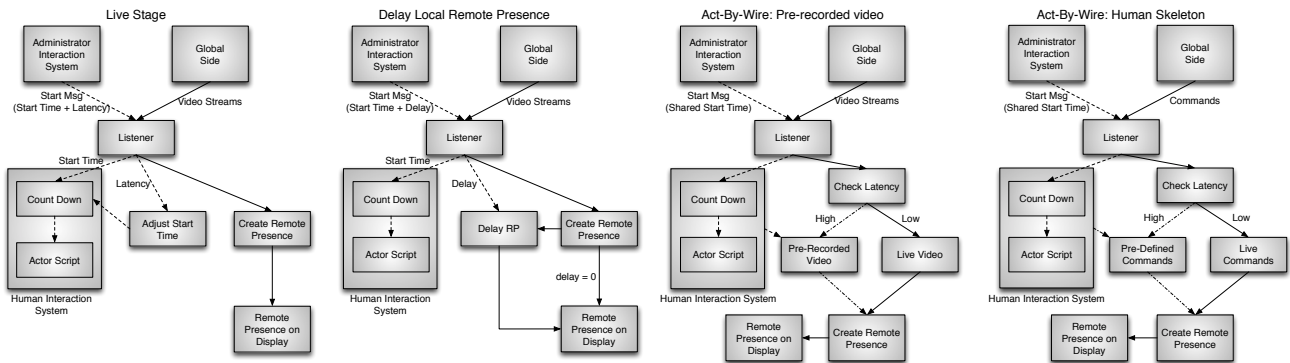 Live Stage
Administrator
Interaction
System
Global
Side
Start Msg
(Start Time + Latency)
Video Streams
Listener
Start Time
Latency
Count Down
Actor Script
Adjust Start
Time
Create Remote
Presence
Human Interaction
System
Remote
Presence on
Display
Delay Local Remote Presence
Administrator
Interaction
System
Global
Side
Start Msg
(Start Time + Delay)
Video Streams
Listener
Start Time
Delay
Count Down
Actor Script
Delay RP
Create Remote
Presence
delay = 0
Human Interaction
System
Remote
Presence on
Display
Act-By-Wire: Pre-recorded video
Administrator
Interaction
System
Global
Side
Start Msg
(Shared Start Time)
Video Streams
Listener
Check Latency
Count Down
High
Low
Actor Script
Pre-Recorded
Video
Live Video
Human Interaction System
Remote
Presence on
Display
Create Remote
Presence
Act-By-Wire: Human Skeleton
Administrator
Interaction
System
Global
Side
Start Msg
(Shared Start Time)
Commands
Listener
Check Latency
Count Down
High
Low
Actor Script
Pre-Defined
Commands
Live
Commands
Human Interaction System
Remote
Presence on
Display
Create Remote
Presence